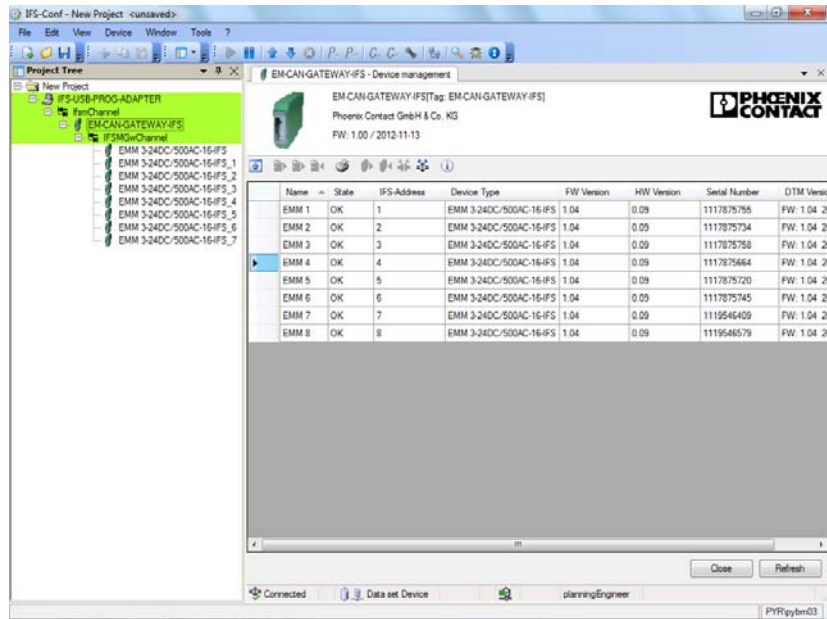 IFS-Conf - New Project <unsaved>
File Edit View Device Window Tools ?
Project Tree
New Project
IFS-USB-PROG-ADAPTER
IfsmChannel
EM-CAN-GATEWAY-IFS
IFSMGwChannel
EMM 3-24DC/500AC-16-IFS
EMM 3-24DC/500AC-16-IFS_1
EMM 3-24DC/500AC-16-IFS_2
EMM 3-24DC/500AC-16-IFS_3
EMM 3-24DC/500AC-16-IFS_4
EMM 3-24DC/500AC-16-IFS_5
EMM 3-24DC/500AC-16-IFS_6
EMM 3-24DC/500AC-16-IFS_7
EM-CAN-GATEWAY-IFS - Device management
EM-CAN-GATEWAY-IFS[Tag: EM-CAN-GATEWAY-IFS]
Phoenix Contact GmbH & Co. KG
FW: 1.00 / 2012-11-13
PHŒNIX
CONTACT
Name State IFS-Address Device Type FW Version HW Version Serial Number DTM Versic
EMM 1 OK 1 EMM 3-24DC/500AC-16-IFS 1.04 0.09 1117875755 FW: 1.04 2
EMM 2 OK 2 EMM 3-24DC/500AC-16-IFS 1.04 0.09 1117875734 FW: 1.04 2
EMM 3 OK 3 EMM 3-24DC/500AC-16-IFS 1.04 0.09 1117875758 FW: 1.04 2
EMM 4 OK 4 EMM 3-24DC/500AC-16-IFS 1.04 0.09 1117875664 FW: 1.04 2
EMM 5 OK 5 EMM 3-24DC/500AC-16-IFS 1.04 0.09 1117875720 FW: 1.04 2
EMM 6 OK 6 EMM 3-24DC/500AC-16-IFS 1.04 0.09 1117875745 FW: 1.04 2
EMM 7 OK 7 EMM 3-24DC/500AC-16-IFS 1.04 0.09 1119546409 FW: 1.04 2
EMM 8 OK 8 EMM 3-24DC/500AC-16-IFS 1.04 0.09 1119546579 FW: 1.04 2
Close Refresh
Connected Data set Device planningEngineer
PYR\pybm03